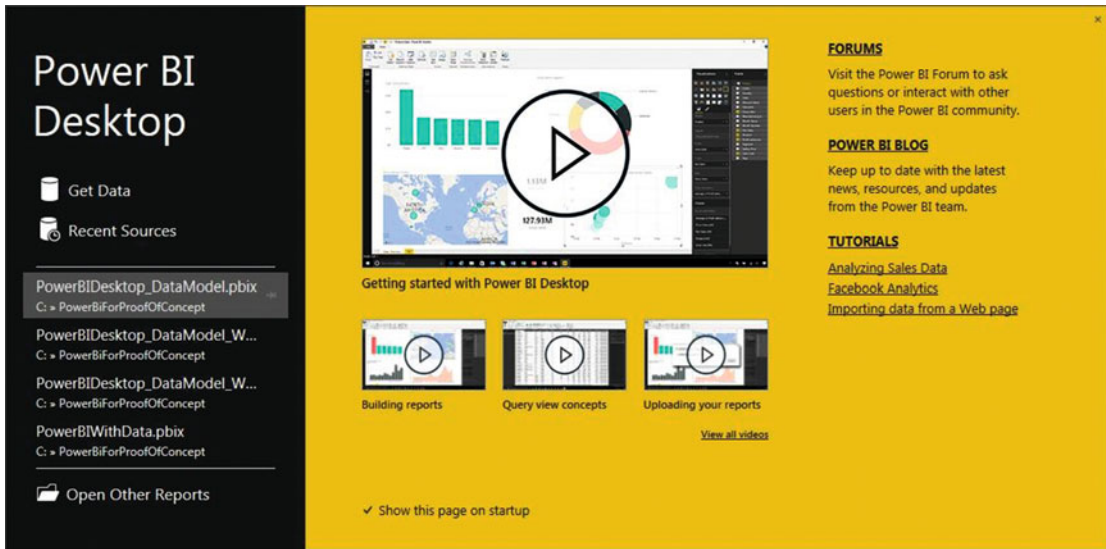 Power BI
Desktop
Get Data
Recent Sources
PowerBIDesktop_DataModel.pbix
C: » PowerBiForProofOfConcept
PowerBIDesktop_DataModel_W...
C: » PowerBiForProofOfConcept
PowerBIDesktop_DataModel_W...
C: » PowerBiForProofOfConcept
PowerBIWithData.pbix
C: » PowerBiForProofOfConcept
Open Other Reports
127.93M
Getting started with Power BI Desktop
Building reports
Query view concepts
Uploading your reports
View all videos
Show this page on startup
FORUMS
Visit the Power BI Forum to ask
questions or interact with other
users in the Power BI community.
POWER BI BLOG
Keep up to date with the latest
news, resources, and updates
from the Power BI team.
TUTORIALS
Analyzing Sales Data
Facebook Analytics
Importing data from a Web page